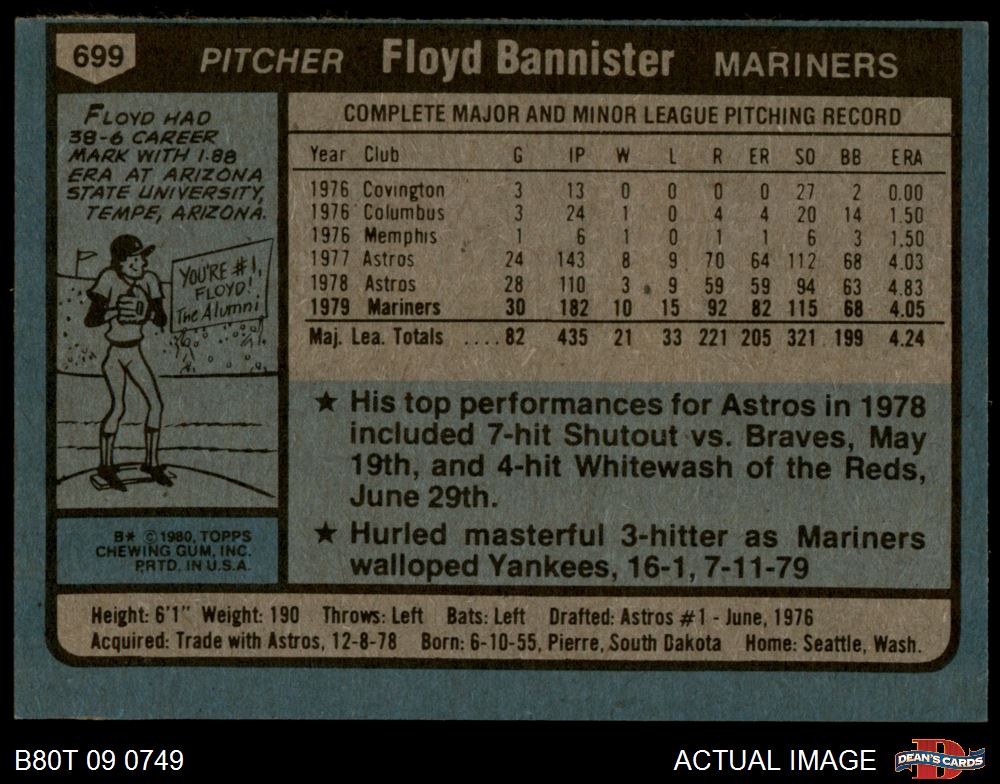 699 PITCHER Floyd Bannister MARINERS
FLOYD HAD
38-6 CAREER
MARK WITH 1.88
ERA AT ARIZONA
STATE UNIVERSITY,
TEMPE, ARIZONA.
YOU'RE #1,
FLOYD!
The Alumni
B* © 1980, TOPPS
CHEWING GUM, INC.
PRTD. IN U.S.A.
COMPLETE MAJOR AND MINOR LEAGUE PITCHING RECORD
Year Club G IP W L R ER SO BB ERA
1976 Covington 3 13 0 0 0 0 27 2 0.00
1976 Columbus 3 24 1 0 4 4 20 14 1.50
1976 Memphis 1 6 1 0 1 1 6 3 1.50
1977 Astros 24 143 8 9 70 64 112 68 4.03
1978 Astros 28 110 3 9 59 59 94 63 4.83
1979 Mariners 30 182 10 15 92 82 115 68 4.05
Maj. Lea. Totals ....82 435 21 33 221 205 321 199 4.24
★ His top performances for Astros in 1978
included 7-hit Shutout vs. Braves, May
19th, and 4-hit Whitewash of the Reds,
June 29th.
★ Hurled masterful 3-hitter as Mariners
walloped Yankees, 16-1, 7-11-79
Height: 6'1" Weight: 190 Throws: Left Bats: Left Drafted: Astros #1 - June, 1976
Acquired: Trade with Astros, 12-8-78 Born: 6-10-55, Pierre, South Dakota Home: Seattle, Wash.
B80T 09 0749 ACTUAL IMAGE
D
DEAN'S CARDS